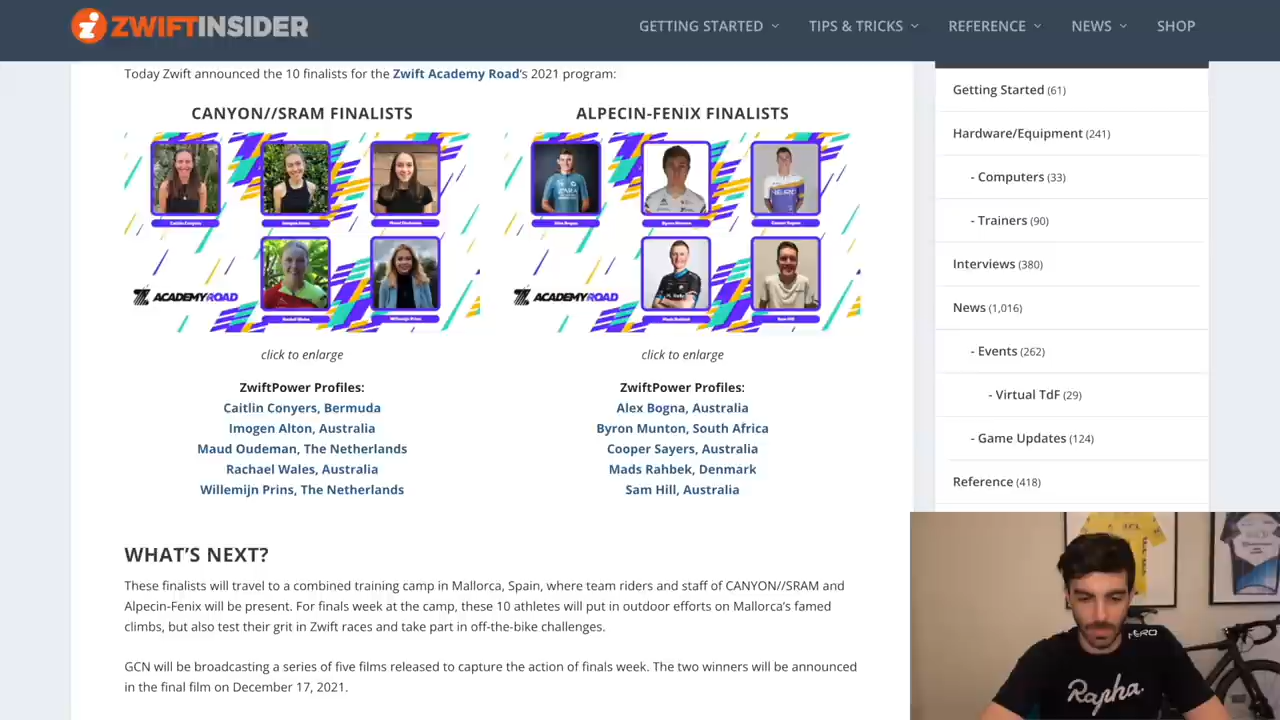 ZWIFTINSIDER
GETTING STARTED
TIPS & TRICKS
REFERENCE
NEWS
SHOP
Today Zwift announced the 10 finalists for the Zwift Academy Road's 2021 program:
CANYON//SRAM FINALISTS
ACADEMYROAD
click to enlarge
ZwiftPower Profiles:
Caitlin Conyers, Bermuda
Imogen Alton, Australia
Maud Oudeman, The Netherlands
Rachael Wales, Australia
Willemijn Prins, The Netherlands
ALPECIN-FENIX FINALISTS
ACADEMYROAD
click to enlarge
ZwiftPower Profiles:
Alex Bogna, Australia
Byron Munton, South Africa
Cooper Sayers, Australia
Mads Rahbek, Denmark
Sam Hill, Australia
WHAT'S NEXT?
These finalists will travel to a combined training camp in Mallorca, Spain, where team riders and staff of CANYON//SRAM and
Alpecin-Fenix will be present. For finals week at the camp, these 10 athletes will put in outdoor efforts on Mallorca's famed
climbs, but also test their grit in Zwift races and take part in off-the-bike challenges.
GCN will be broadcasting a series of five films released to capture the action of finals week. The two winners will be announced
in the final film on December 17, 2021.
Getting Started (61)
Hardware/Equipment (241)
- Computers (33)
- Trainers (90)
Interviews (380)
News (1,016)
- Events (262)
- Virtual TdF (29)
- Game Updates (124)
Reference (418)
Rapha.